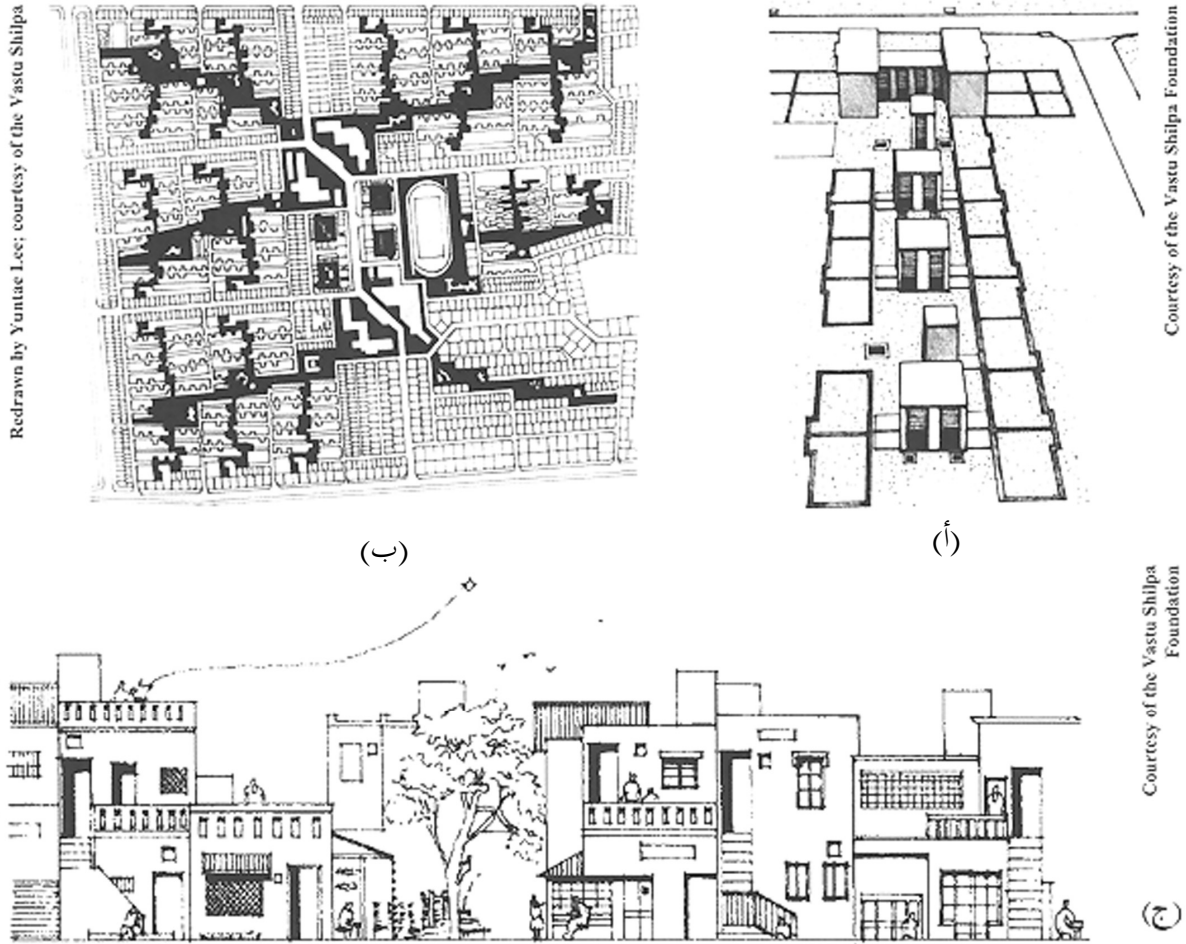 Redrawn by Yuntae Lee; courtesy of the Vastu Shilpa
Courtesy of the Vastu Shilpa Foundation
(أ)
(ب)
Courtesy of the Vastu Shilpa
Foundation
(ج)